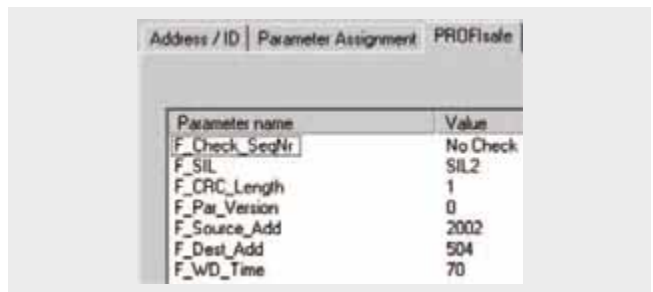 Address / ID Parameter Assignment PROFIsafe
Parameter name Value
F_Check_SeqNr No Check
F_SIL SIL2
F_CRC_Length 1
F_Par_Version 0
F_Source_Add 2002
F_Dest_Add 504
F_WD_Time 70